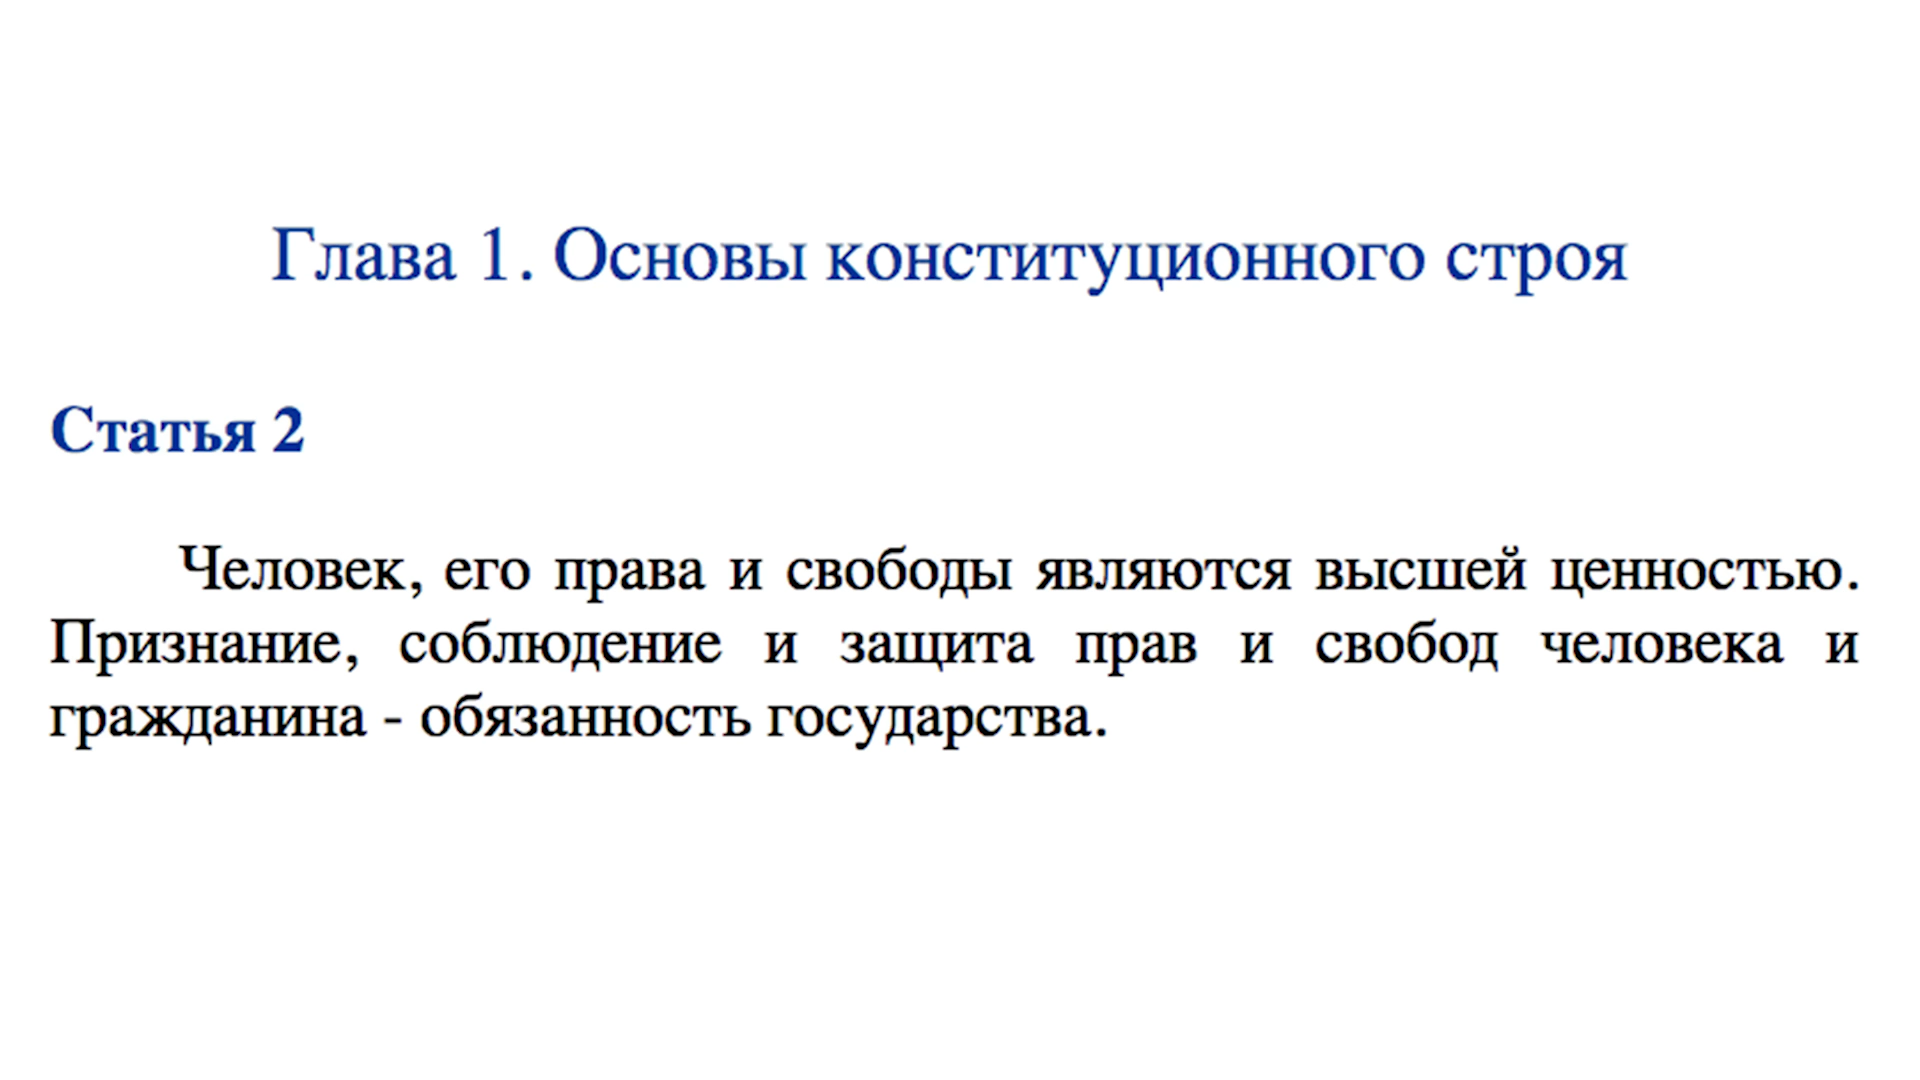 Глава 1. Основы конституционного строя
Статья 2
Человек, его права и свободы являются высшей ценностью.
Признание, соблюдение и защита прав и свобод человека и
гражданина - обязанность государства.